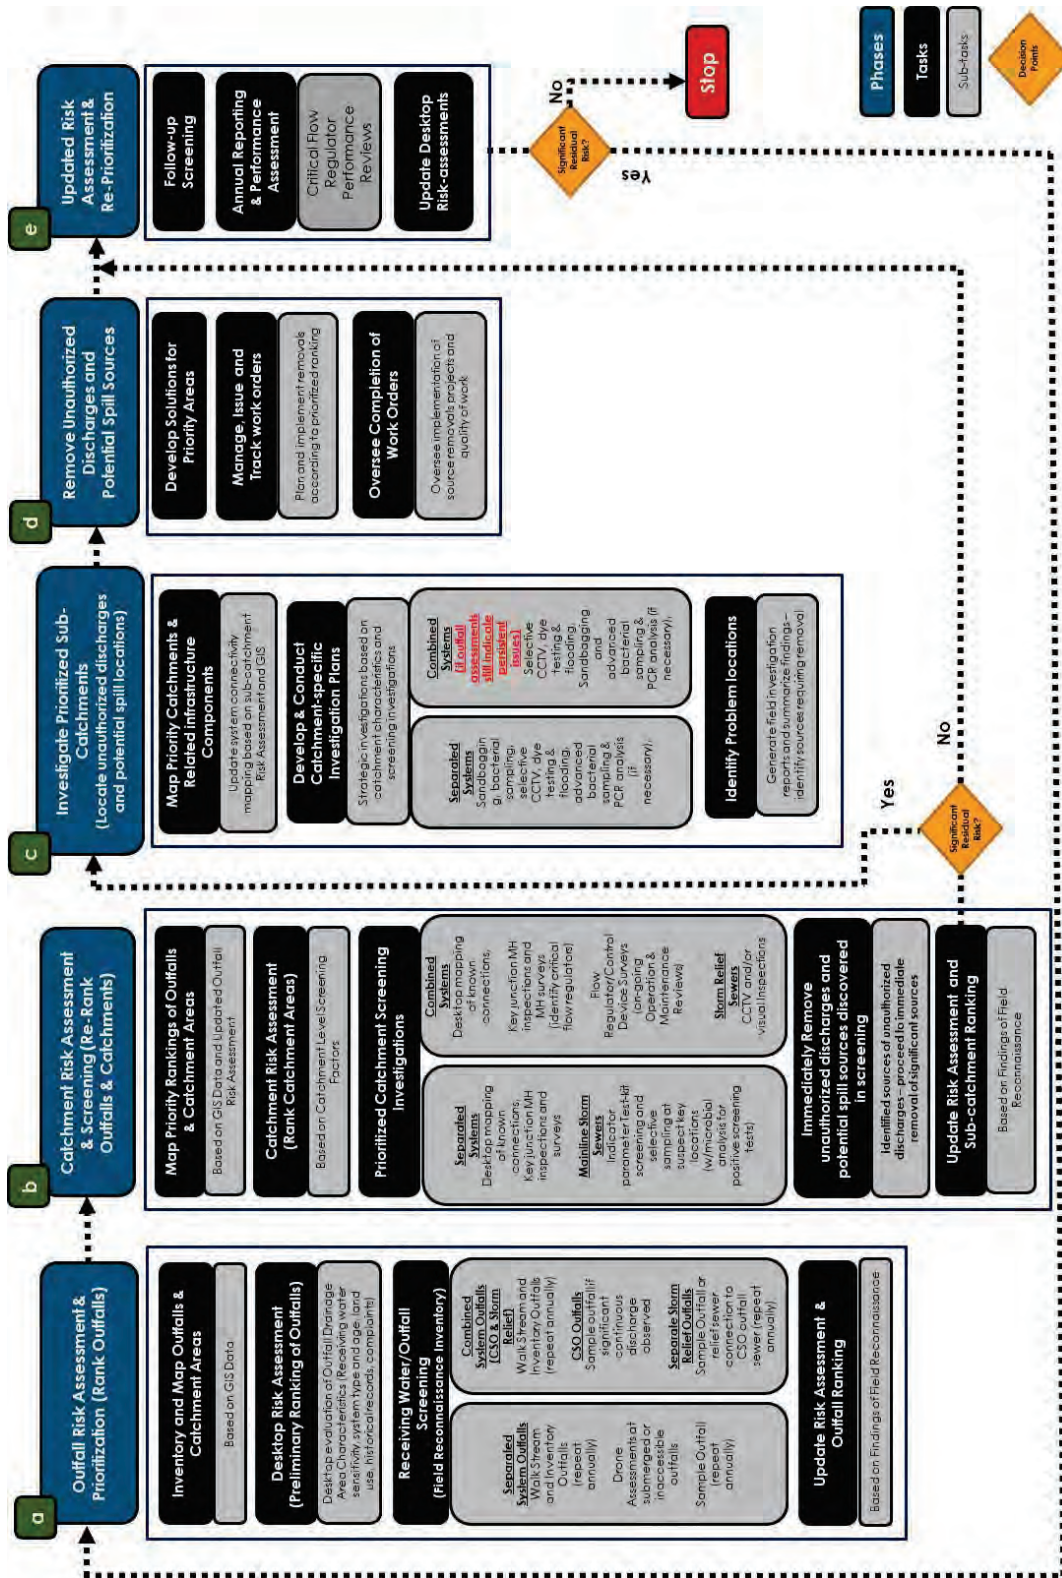 a
Outfall Risk Assessment &
Prioritization (Rank Outfalls)
Inventory and Map Outfalls &
Catchment Areas
Based on GIS Data
Desktop Risk Assessment
(Preliminary Ranking of Outfalls)
Desktop evaluation of Outfall Drainage
Area Characteristics (Receiving water
sensitivity, system type and age, land
use, historical records, complaints)
Receiving Water/Outfall
Screening
(Field Reconnaissance Inventory)
Separated
System Outfalls
Walk Stream
and Inventory
Outfalls
(repeat
annually)
Drone
Assessments at
submerged or
inaccessible
outfalls
Sample Outfall
(repeat
annually)
Combined
System Outfalls
(CSO & Storm
Relief)
Walk Stream and
Inventory Outfalls
(repeat annually)
CSO Outfalls
Sample outfall if
significant
continuous
discharge
observed
Separate Storm
Relief Outfalls
Sample Outfall or
relief sewer
connection to
CSO outfall
sewer (repeat
annually)
Update Risk Assessment &
Outfall Ranking
Based on Findings of Field Reconnaissance
b
Catchment Risk Assessment
& Screening (Re-Rank
Outfalls & Catchments)
Map Priority Rankings of Outfalls
& Catchment Areas
Based on GIS Data and Updated Outfall
Risk Assessment
Catchment Risk Assessment
(Rank Catchment Areas)
Based on Catchment Level Screening
Factors
Prioritized Catchment Screening
Investigations
Separated
Systems
Desktop mapping
of known
connections,
Key junction MH
inspections and
surveys
Mainline Storm
Sewers
Indicator
parameter Test-kit
screening and
selective
sampling at
suspect key
locations
(w/microbial
analysis for
positive screening
tests)
Combined
Systems
Desktop mapping
of known
connections,
Key junction MH
inspections and
MH surveys
(identify critical
flow regulators)
Flow
Regulator/Control
Device Surveys
(on-going
Operation &
Maintenance
Reviews)
Storm Relief
Sewers
CCTV and/or
visual Inspections
Immediately Remove
unauthorized discharges and
potential spill sources discovered
in screening
identified sources of unauthorized
discharges – proceed to immediate
removal of significant sources
Update Risk Assessment and
Sub-catchment Ranking
Based on Findings of Field
Reconnaissance
Significant
Residual
Risk?
Yes
No
c
Investigate Prioritized Sub-
Catchments
(Locate unauthorized discharges
and potential spill locations)
Map Priority Catchments &
Related Infrastructure
Components
Update system connectivity
mapping based on sub-catchment
Risk Assessment and GIS
Develop & Conduct
Catchment-specific
Investigation Plans
Strategic investigations based on
catchment characteristics and
screening investigations
Separated
Systems
Sandbaggin
g, bacterial
sampling,
selective
CCTV, dye
testing &
flooding,
advanced
bacterial
sampling &
PCR analysis
(if
necessary),
Combined
Systems
(if outfall
assessments
still indicate
persistent
issues)
Selective
CCTV, dye
testing &
flooding,
Sandbagging
and
advanced
bacterial
sampling &
PCR analysis (if
necessary),
Identify Problem locations
Generate field investigation
reports and summarize findings –
identify sources requiring removal
d
Remove Unauthorized
Discharges and
Potential Spill Sources
Develop Solutions for
Priority Areas
Manage, Issue and
Track work orders
Plan and implement removals
according to prioritized ranking
Oversee Completion of
Work Orders
Oversee implementation of
source removals projects and
quality of work
e
Updated Risk
Assessment &
Re-Prioritization
Follow-up
Screening
Annual Reporting
& Performance
Assessment
Critical Flow
Regulator
Performance
Reviews
Update Desktop
Risk-assessments
Significant
Residual
Risk?
No
Yes
Stop
Phases
Tasks
Sub-tasks
Decision
Points